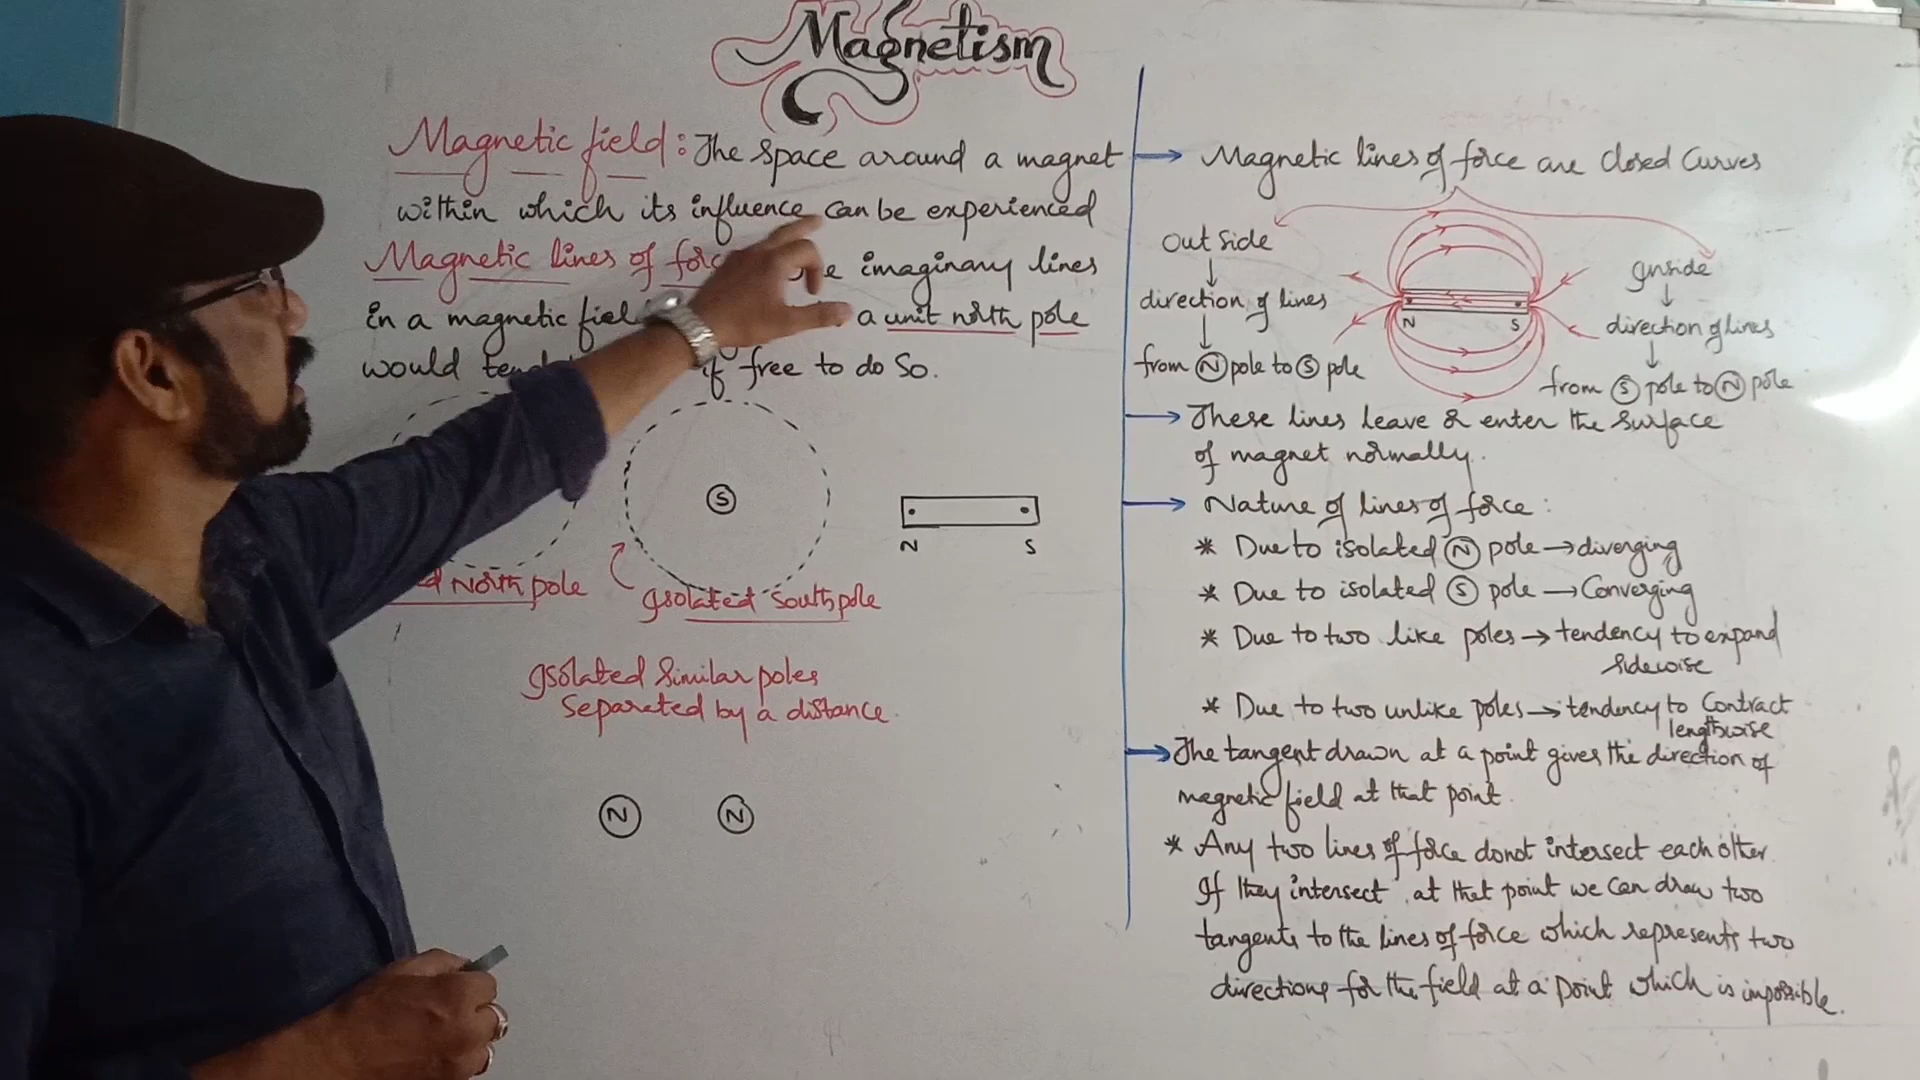 Magnetism
Magnetic field: The space around a magnet
within which its influence can be experienced
Magnetic lines of imaginary lines
in a magnetic a unit north pole
would if free to do so.
S
North pole
Isolated South pole
N S
Isolated Similar poles
Separated by a distance.
N N
→ Magnetic lines of force are closed curves
Outside
↓
direction of lines
↓
from N pole to S pole
N S
Inside
↓
direction of lines
↓
from S pole to N pole
→ These lines leave & enter the surface
of magnet normally.
→ Nature of lines of force:
* Due to isolated N pole → diverging
* Due to isolated S pole → Converging
* Due to two like poles → tendency to expand
sidewise
* Due to two unlike poles → tendency to Contract
lengthwise
→ The tangent drawn at a point gives the direction of
magnetic field at that point.
* Any two lines of force donot intersect each other.
If they intersect, at that point we can draw two
tangents to the lines of force which represents two
directions for the field at a point which is impossible.